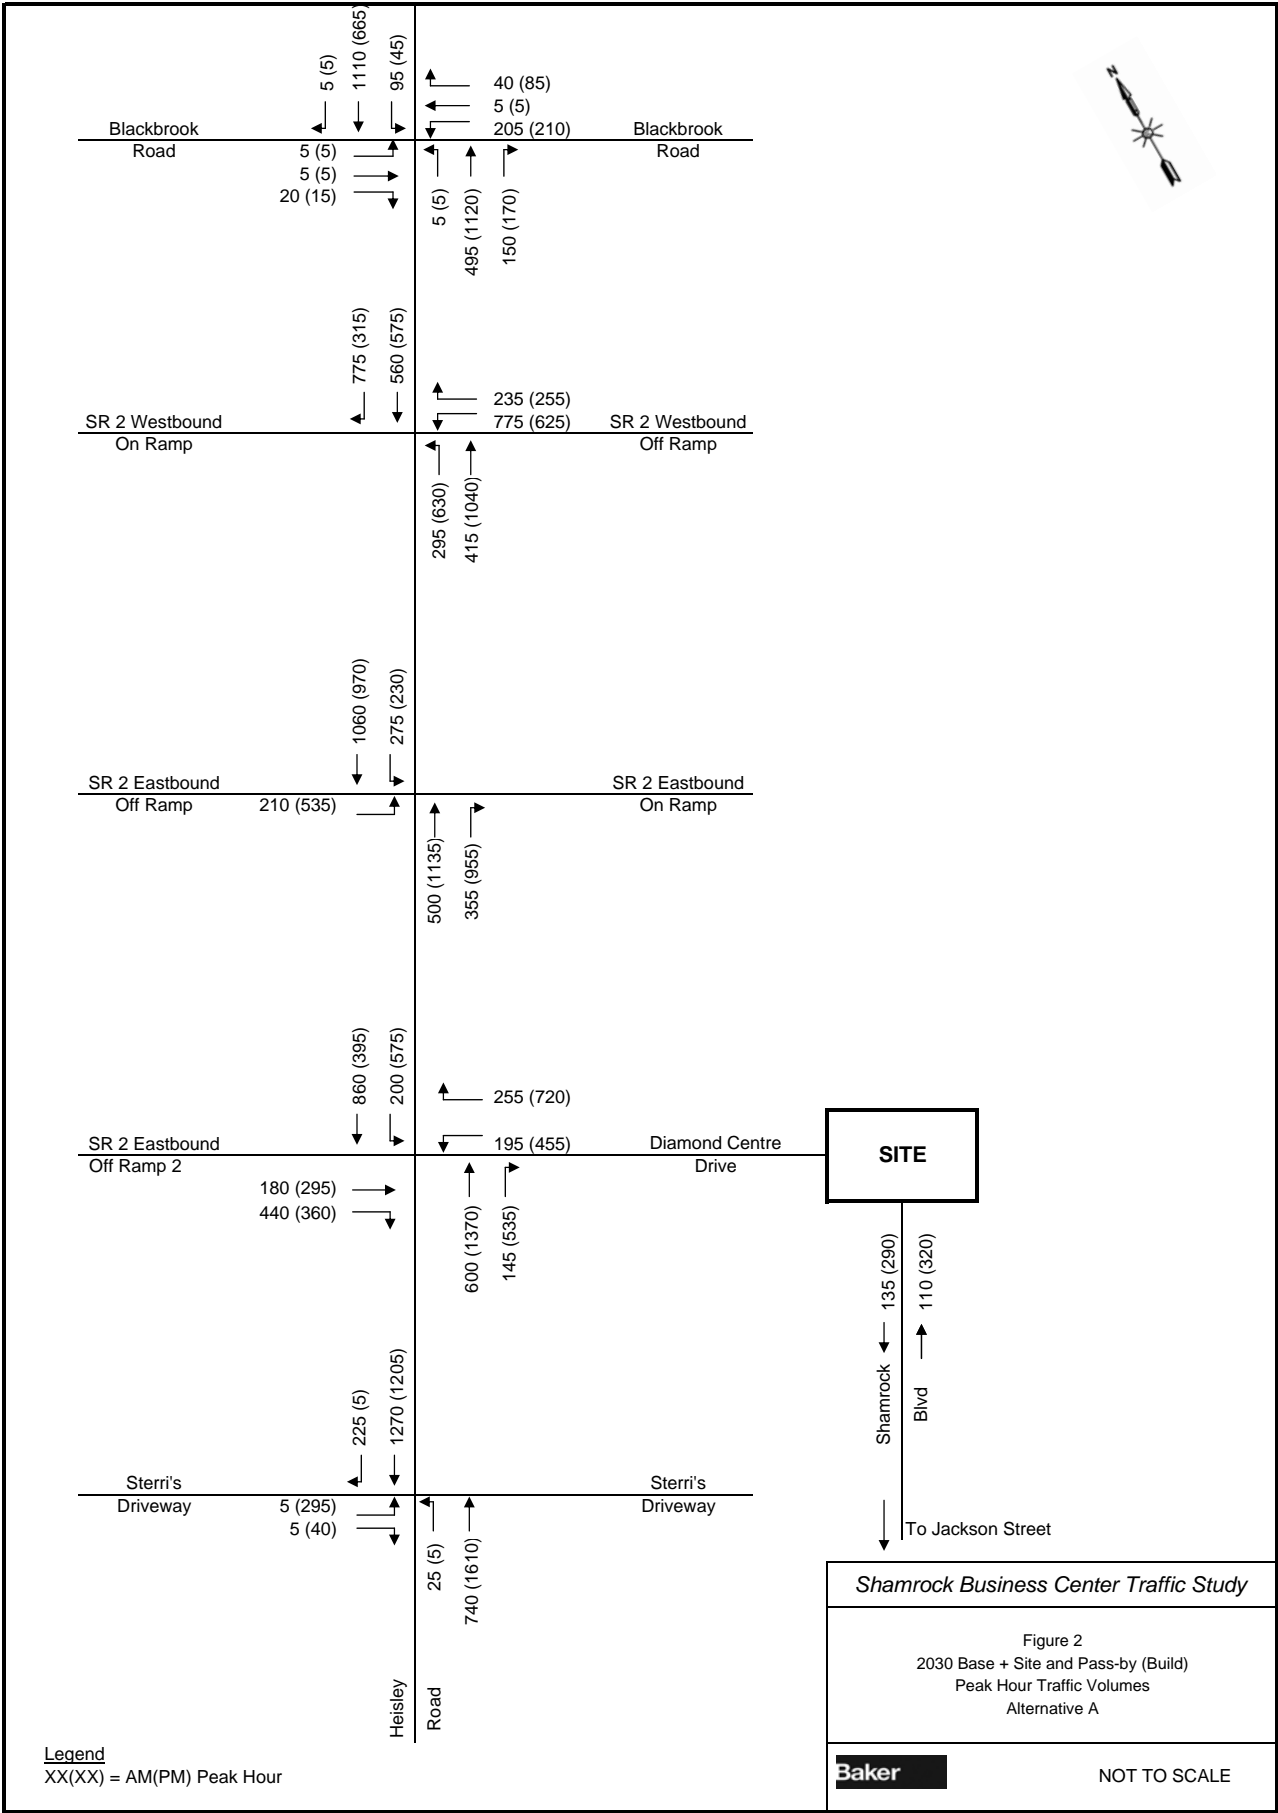 N
5 (5)
1110 (665)
95 (45)
40 (85)
5 (5)
205 (210)
Blackbrook
Road
Blackbrook
Road
5 (5)
5 (5)
20 (15)
5 (5)
495 (1120)
150 (170)
775 (315)
560 (575)
235 (255)
775 (625)
SR 2 Westbound
On Ramp
SR 2 Westbound
Off Ramp
295 (630)
415 (1040)
1060 (970)
275 (230)
SR 2 Eastbound
Off Ramp
210 (535)
SR 2 Eastbound
On Ramp
500 (1135)
355 (955)
860 (395)
200 (575)
255 (720)
195 (455)
SR 2 Eastbound
Off Ramp 2
Diamond Centre
Drive
SITE
180 (295)
440 (360)
600 (1370)
145 (535)
135 (290)
110 (320)
Shamrock
Blvd
225 (5)
1270 (1205)
Sterri's
Driveway
5 (295)
5 (40)
Sterri's
Driveway
25 (5)
740 (1610)
To Jackson Street
Heisley
Road
Shamrock Business Center Traffic Study
Figure 2
2030 Base + Site and Pass-by (Build)
Peak Hour Traffic Volumes
Alternative A
Legend
XX(XX) = AM(PM) Peak Hour
Baker
NOT TO SCALE